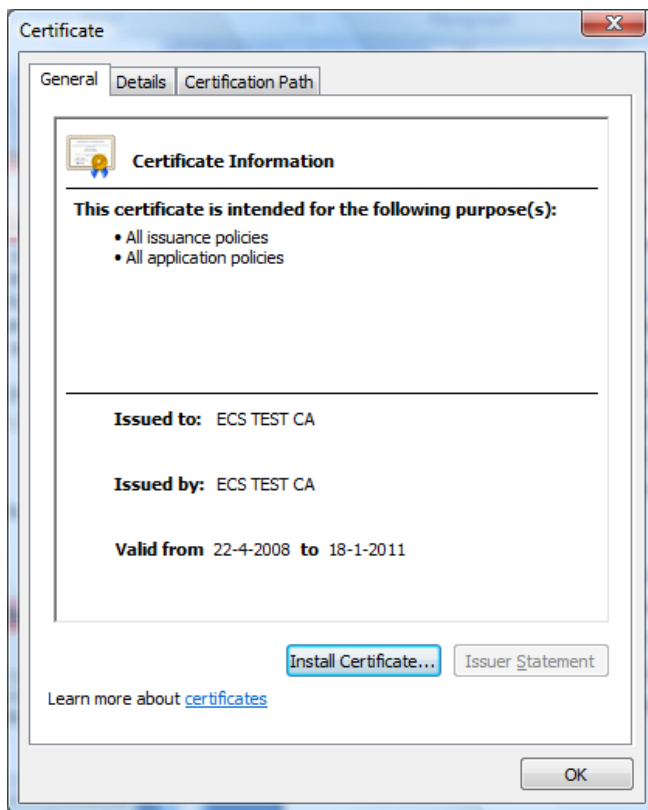 Certificate
General Details Certification Path
Certificate Information
This certificate is intended for the following purpose(s):
• All issuance policies
• All application policies
Issued to: ECS TEST CA
Issued by: ECS TEST CA
Valid from 22-4-2008 to 18-1-2011
Install Certificate... Issuer Statement
Learn more about certificates
OK